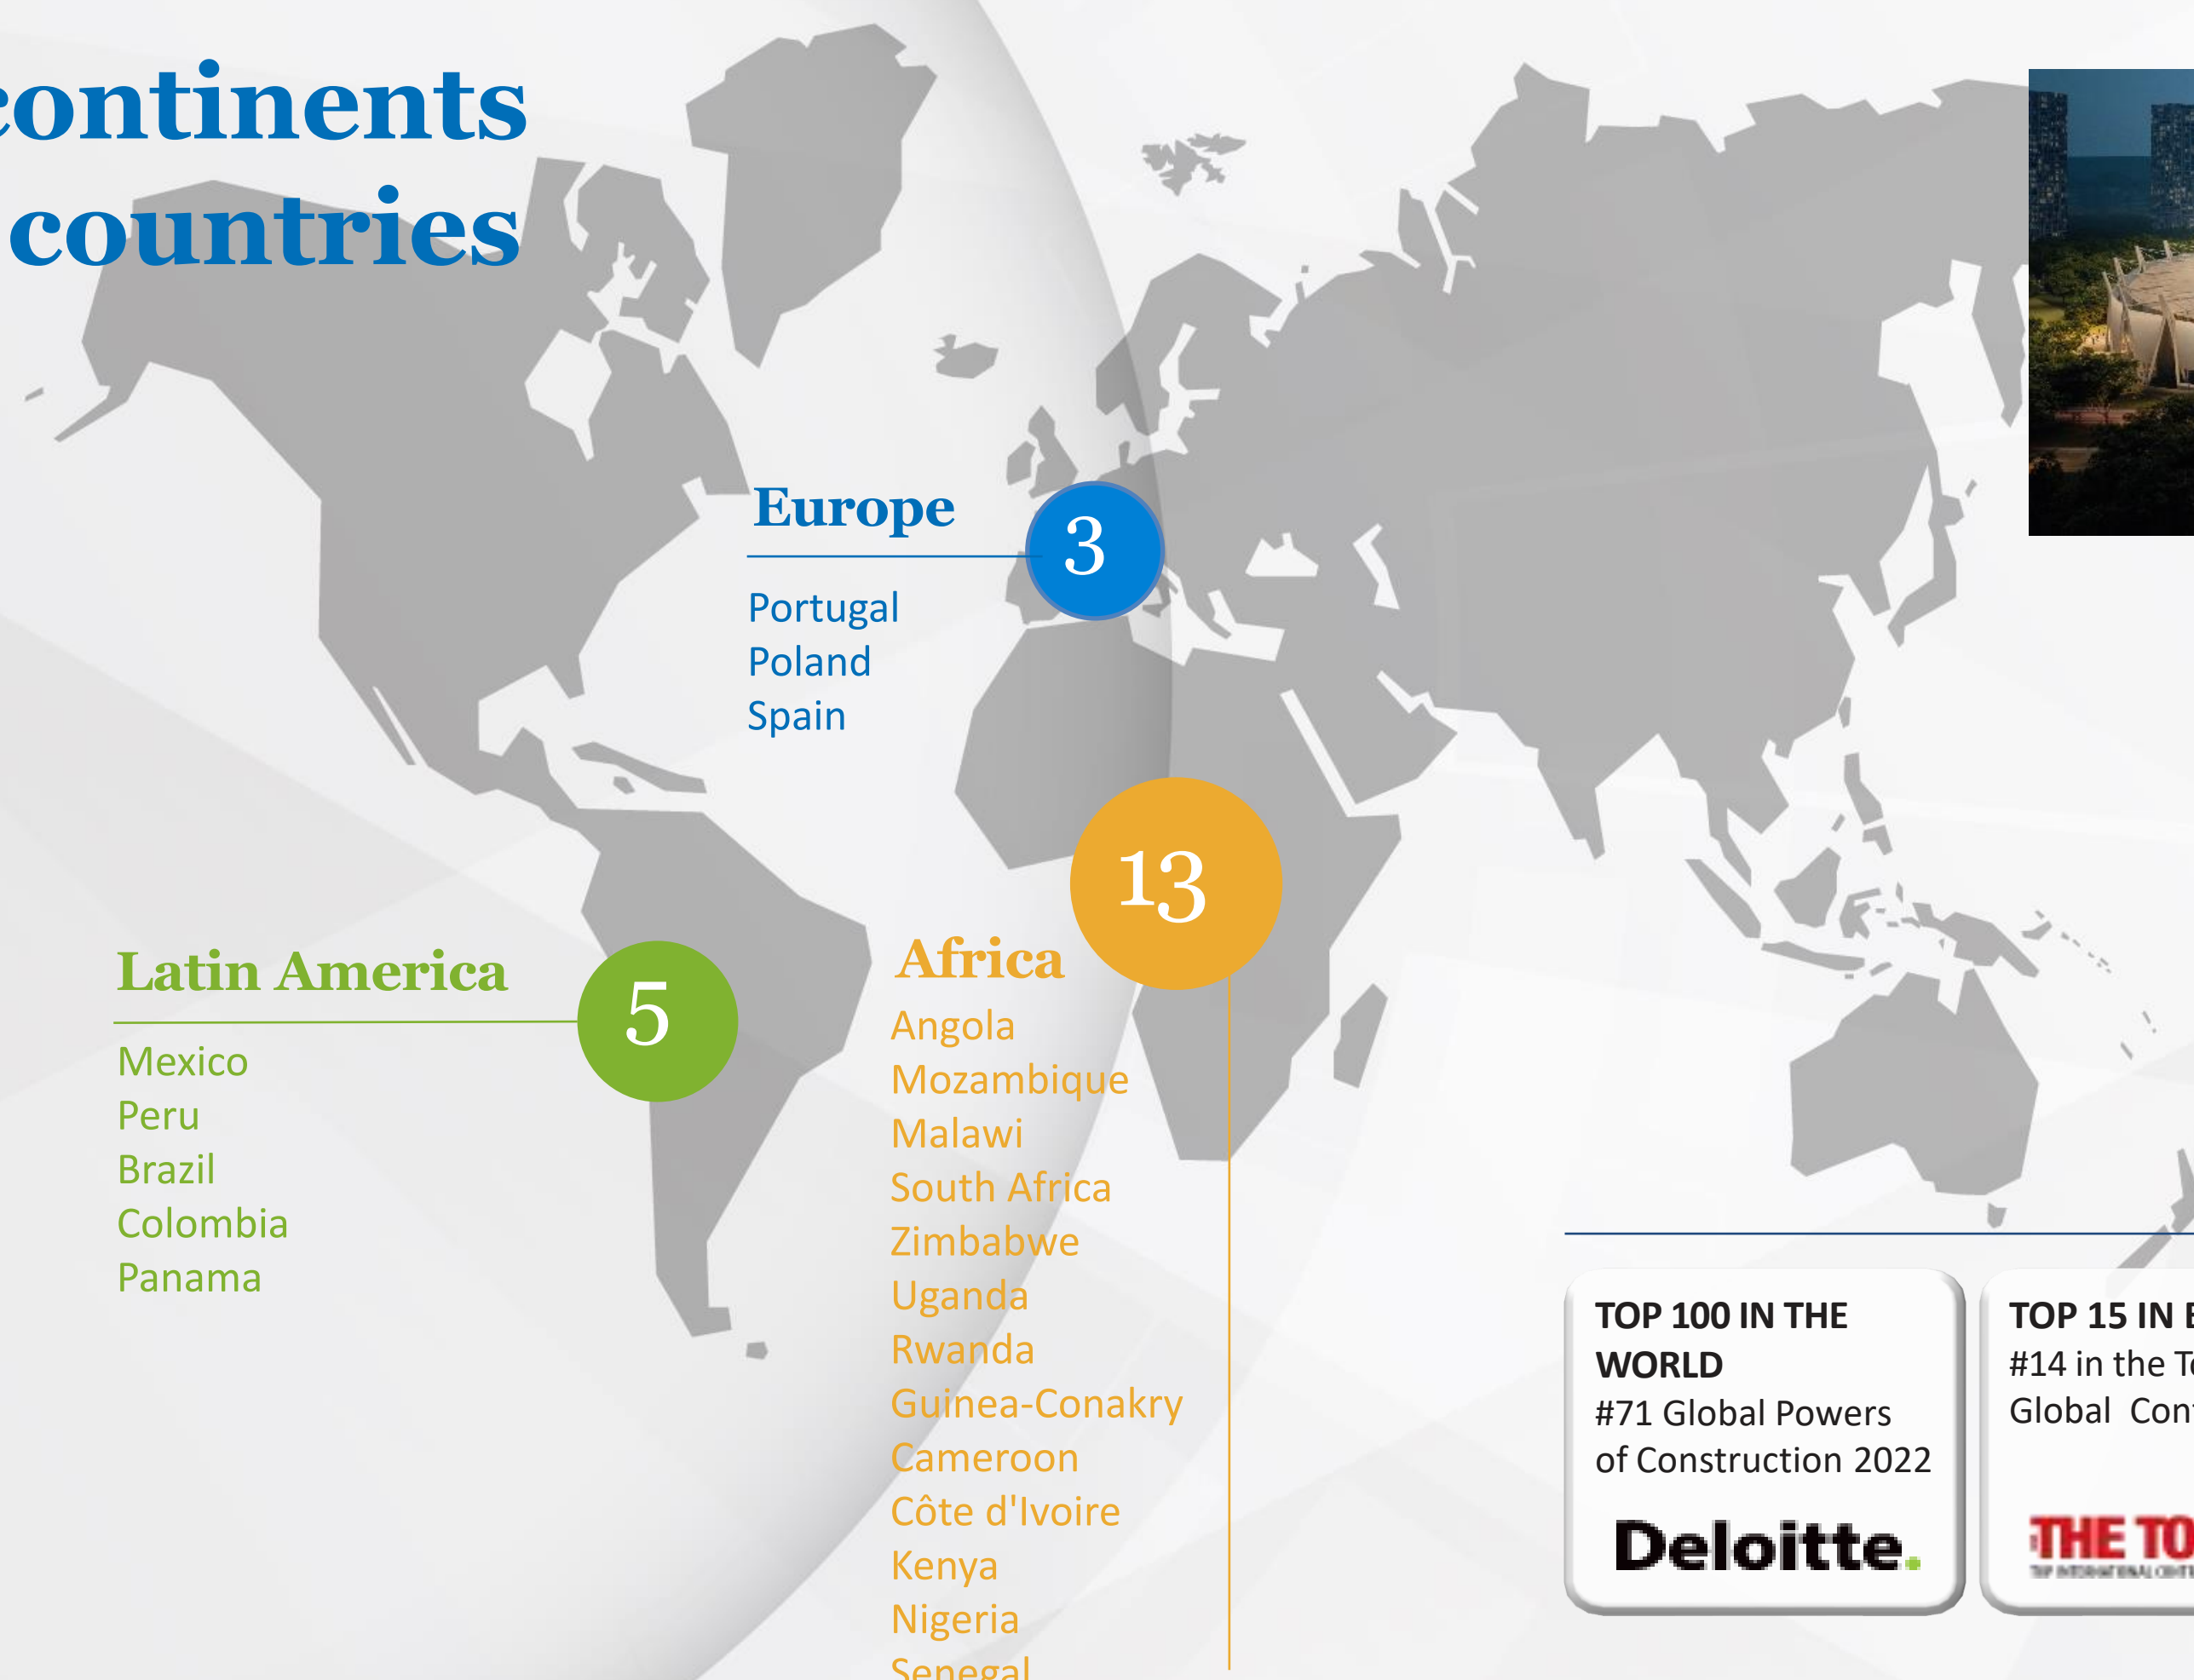 continents
countries
Europe
3
Portugal
Poland
Spain
13
Africa
Angola
Mozambique
Malawi
South Africa
Zimbabwe
Uganda
Rwanda
Guinea-Conakry
Cameroon
Côte d'Ivoire
Kenya
Nigeria
Senegal
Latin America
5
Mexico
Peru
Brazil
Colombia
Panama
TOP 100 IN THE
WORLD
#71 Global Powers
of Construction 2022
Deloitte.
TOP 15 IN
#14 in the
Global
THE